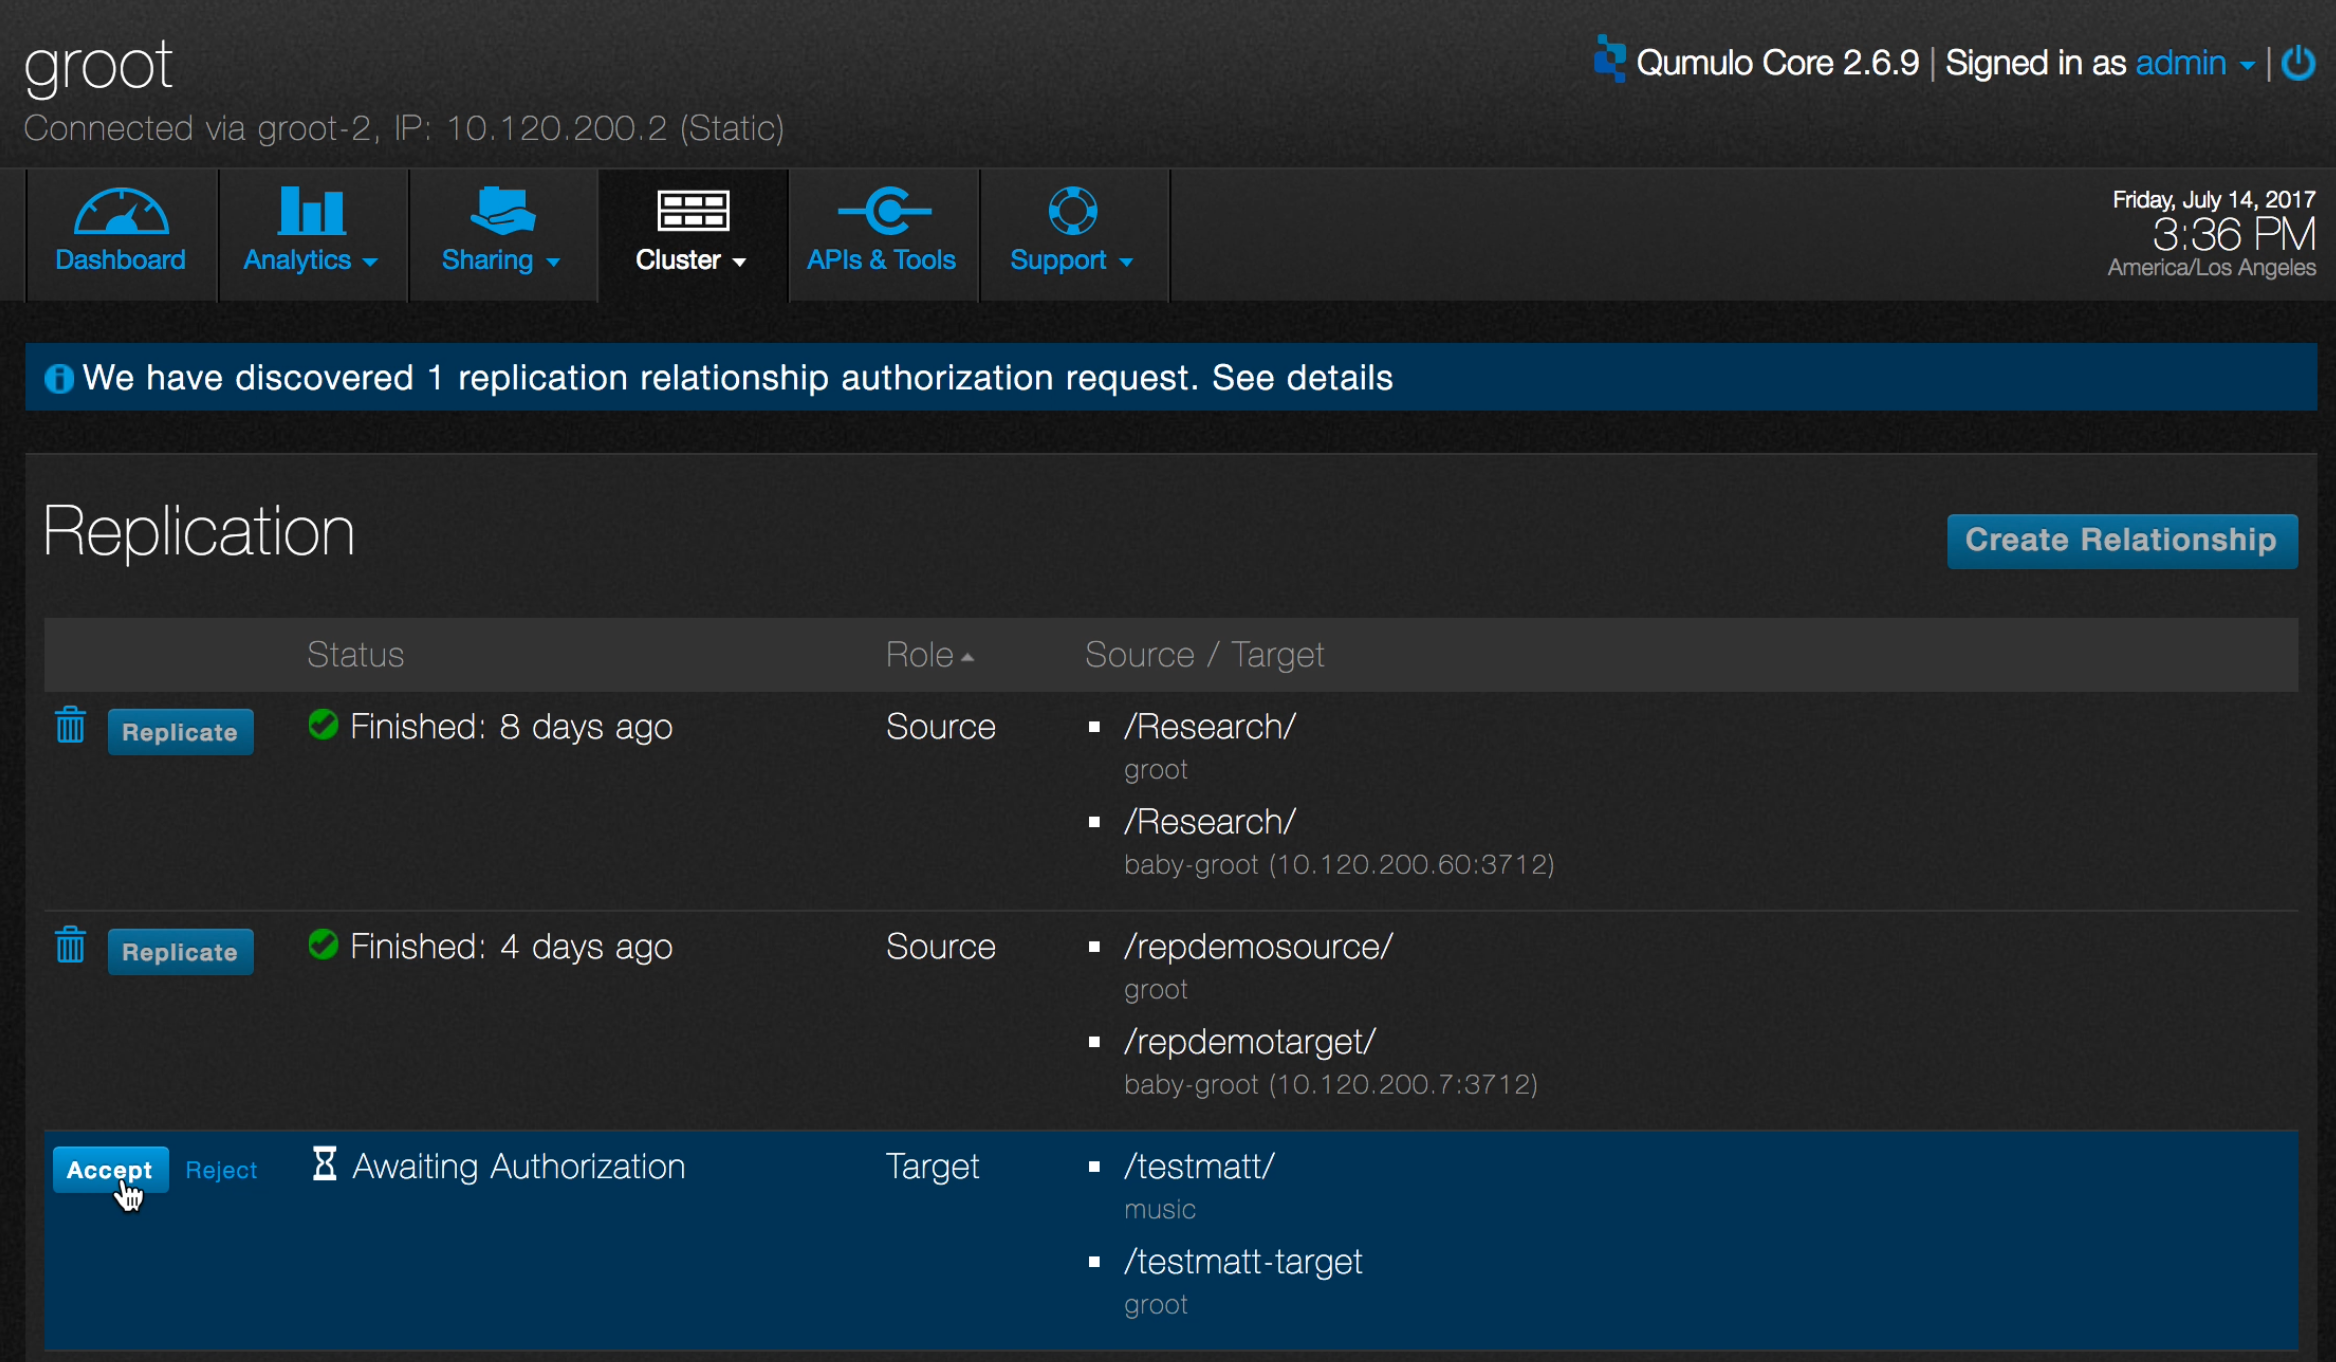 groot
Qumulo Core 2.6.9 | Signed in as admin
Connected via groot-2, IP: 10.120.200.2 (Static)
Dashboard
Analytics
Sharing
Cluster
APIs & Tools
Support
Friday, July 14, 2017
3:36 PM
America/Los Angeles
We have discovered 1 replication relationship authorization request. See details
Replication
Create Relationship
Status Role Source / Target
Replicate Finished: 8 days ago Source /Research/
groot
/Research/
baby-groot (10.120.200.60:3712)
Replicate Finished: 4 days ago Source /repdemosource/
groot
/repdemotarget/
baby-groot (10.120.200.7:3712)
Accept Reject Awaiting Authorization Target /testmatt/
music
/testmatt-target
groot